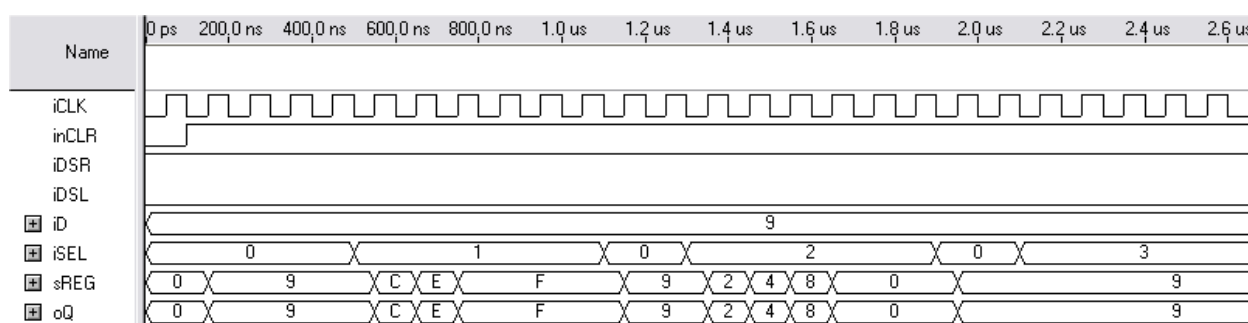 Name 0 ps 200.0 ns 400.0 ns 600.0 ns 800.0 ns 1.0 us 1.2 us 1.4 us 1.6 us 1.8 us 2.0 us 2.2 us 2.4 us 2.6 us
iCLK
inCLR
iDSR
iDSL
iD 9
iSEL 0 1 0 2 0 3
sREG 0 9 C E F 9 2 4 8 0 9
oQ 0 9 C E F 9 2 4 8 0 9